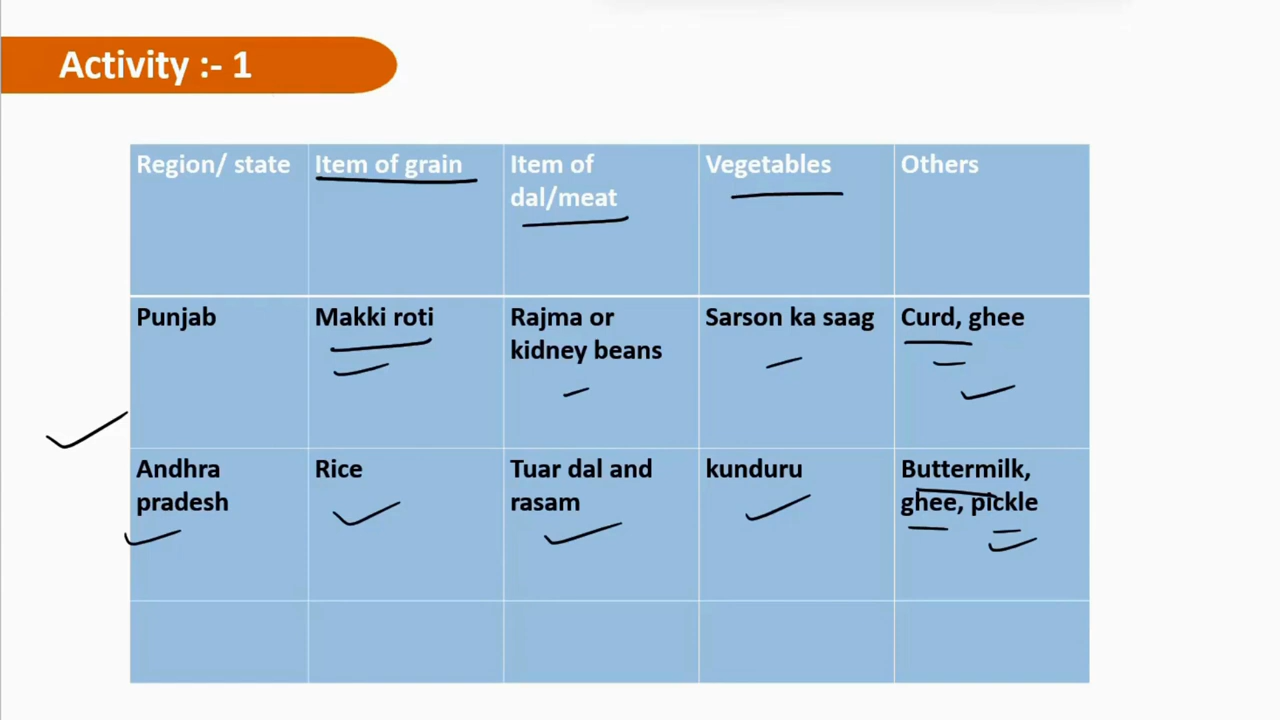 Activity :- 1
Region/ state
Item of grain
Item of
dal/meat
Vegetables
Others
Punjab
Makki roti
Rajma or
kidney beans
Sarson ka saag
Curd, ghee
Andhra
pradesh
Rice
Tuar dal and
rasam
kunduru
Buttermilk,
ghee, pickle